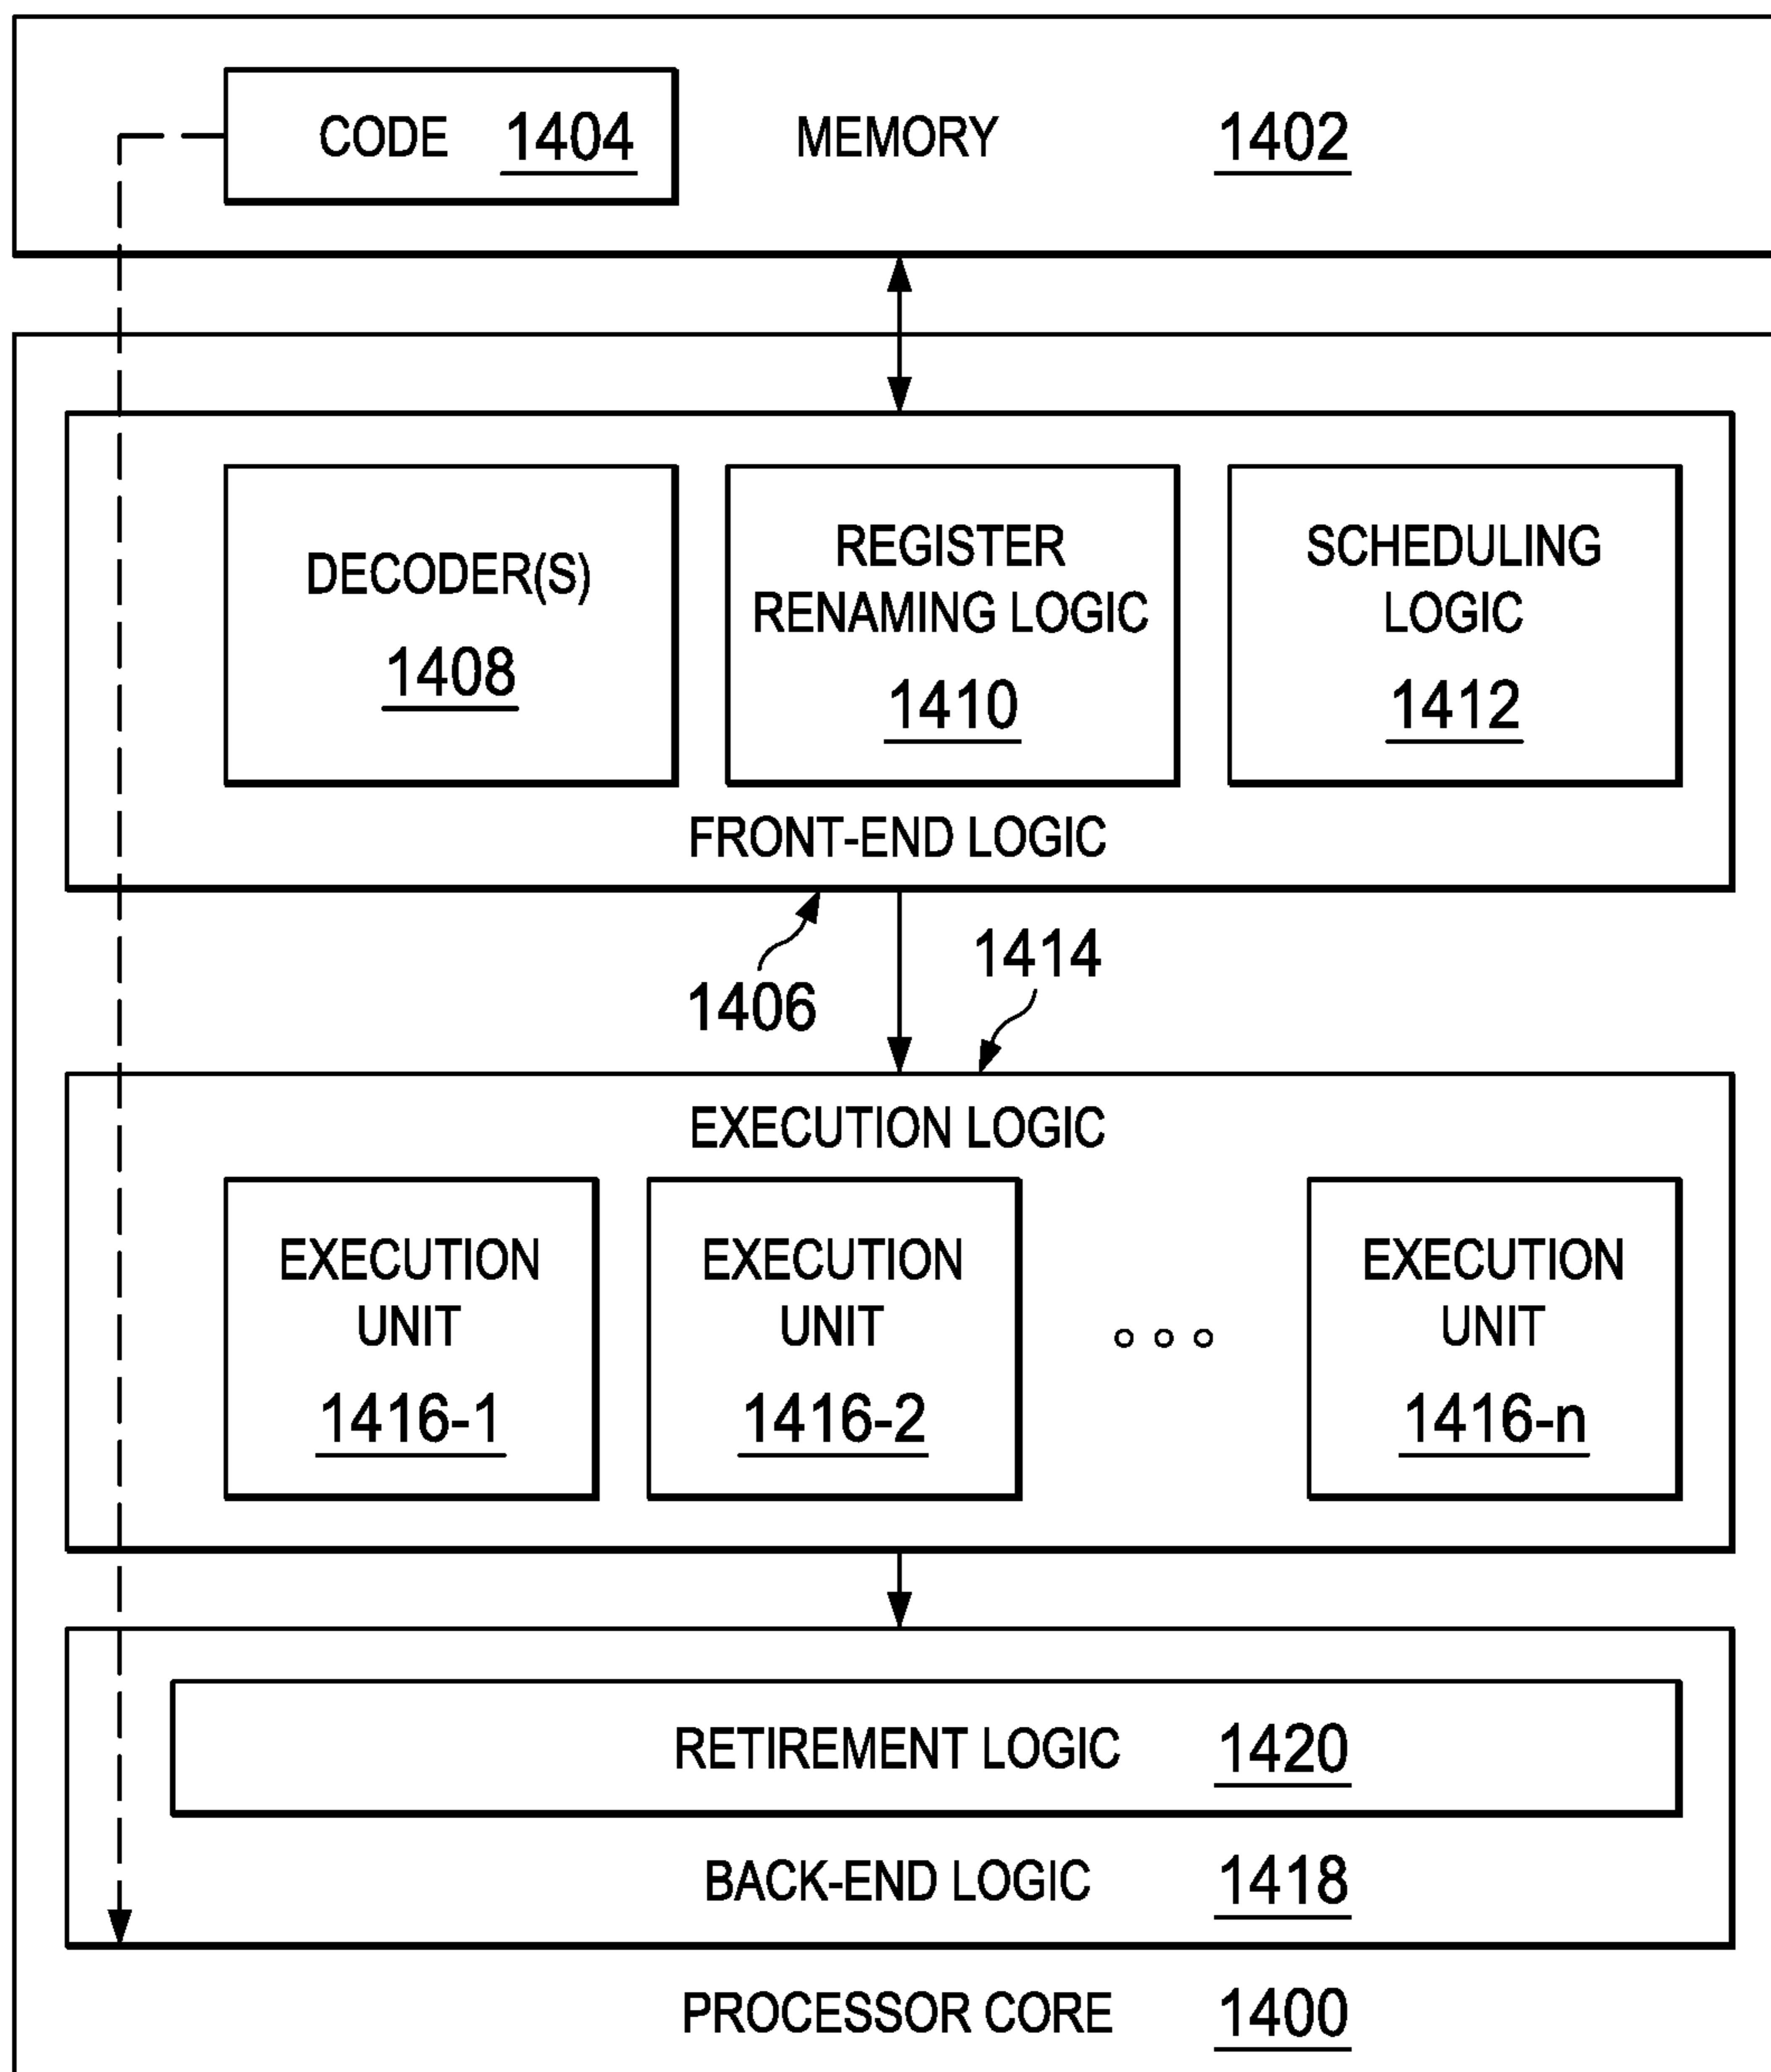 CODE 1404 MEMORY 1402
DECODER(S)
1408
REGISTER
RENAMING LOGIC
1410
SCHEDULING
LOGIC
1412
FRONT-END LOGIC
1406
1414
EXECUTION LOGIC
EXECUTION
UNIT
1416-1
EXECUTION
UNIT
1416-2
EXECUTION
UNIT
1416-n
RETIREMENT LOGIC 1420
BACK-END LOGIC 1418
PROCESSOR CORE 1400